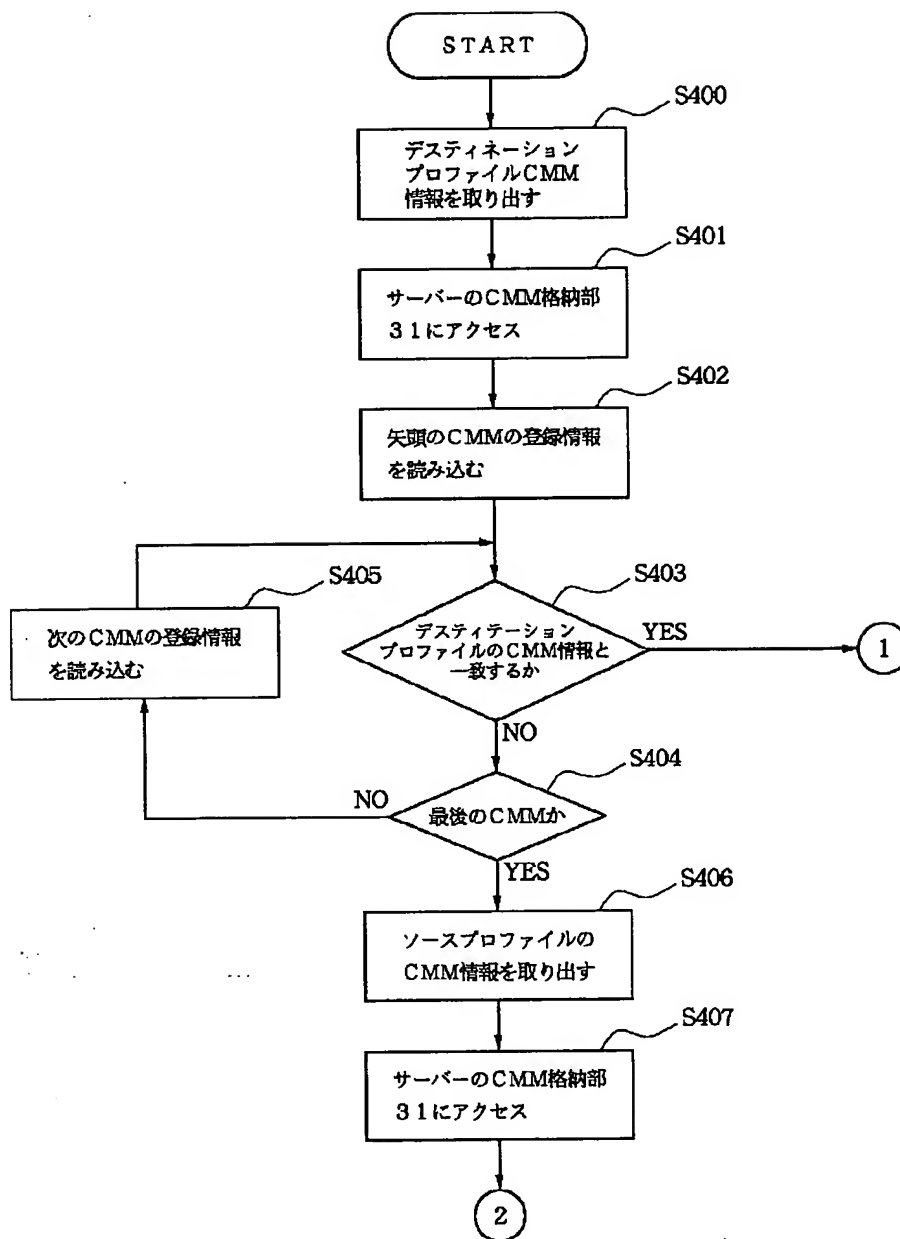 START
S400
デスティネーション
プロファイルCMM
情報を取り出す
S401
サーバーのCMM格納部
31にアクセス
S402
矢頭のCMMの登録情報
を読み込む
S405
次のCMMの登録情報
を読み込む
S403
デスティテーション
プロファイルのCMM情報と
一致するか
YES
1
NO
S404
最後のCMMか
NO
YES
S406
ソースプロファイルの
CMM情報を取り出す
S407
サーバーのCMM格納部
31にアクセス
2